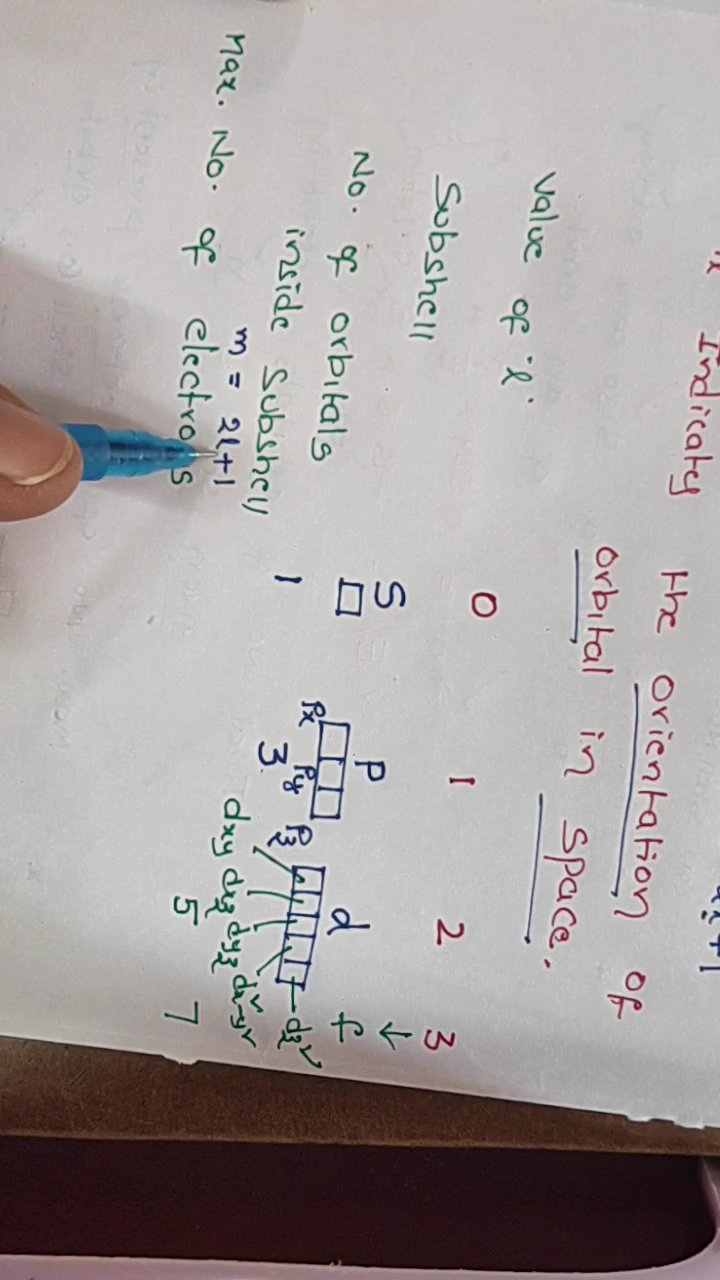 Indicaty the orientation of
orbital in space.
Value of 'l' 0 1 2 3
Subshell S P d f
No. of orbitals
inside subshell 1 3 5 7
Px Py Pz dxy dxz dyz dx²-y² dz²
m = 2l+1
Max. No. of electrons